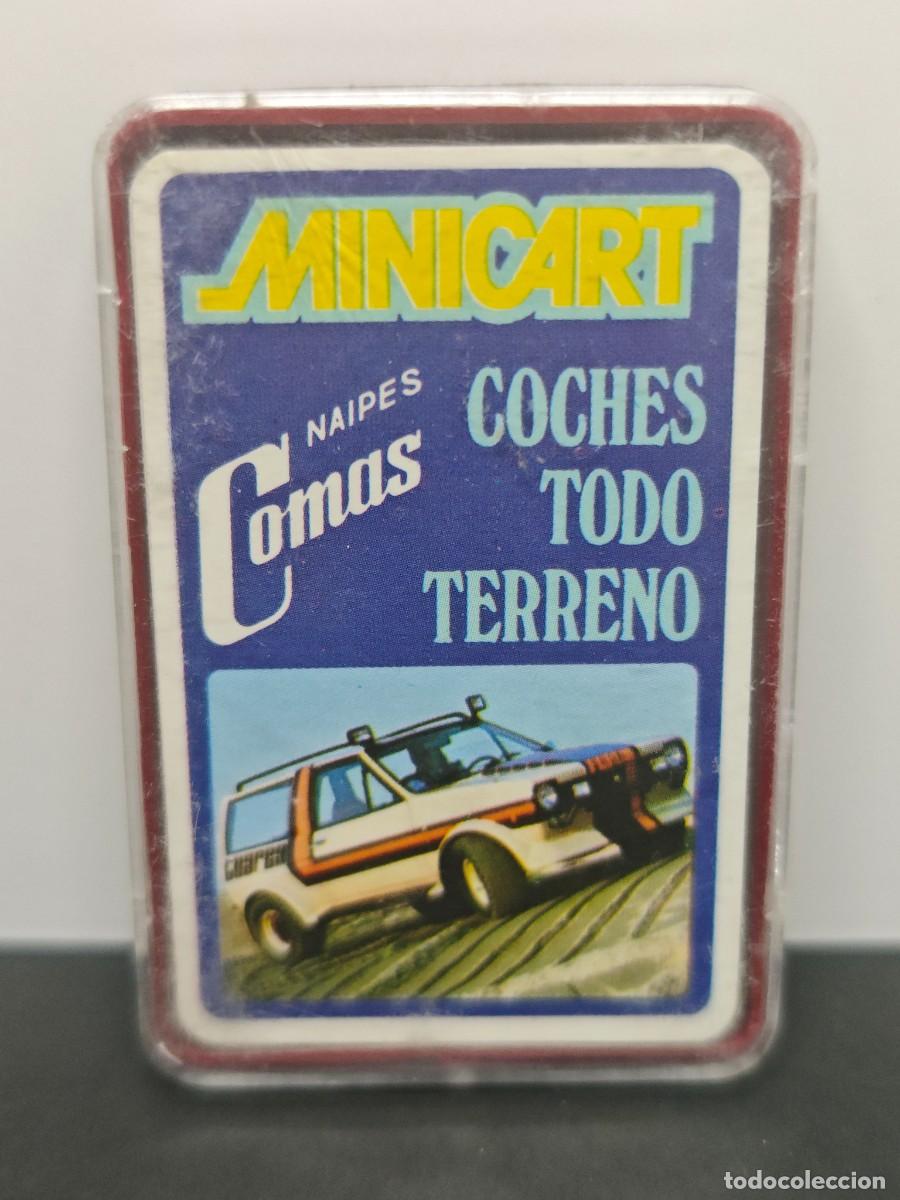 MINICART
NAIPES
Comas
COCHES
TODO
TERRENO
todocoleccion